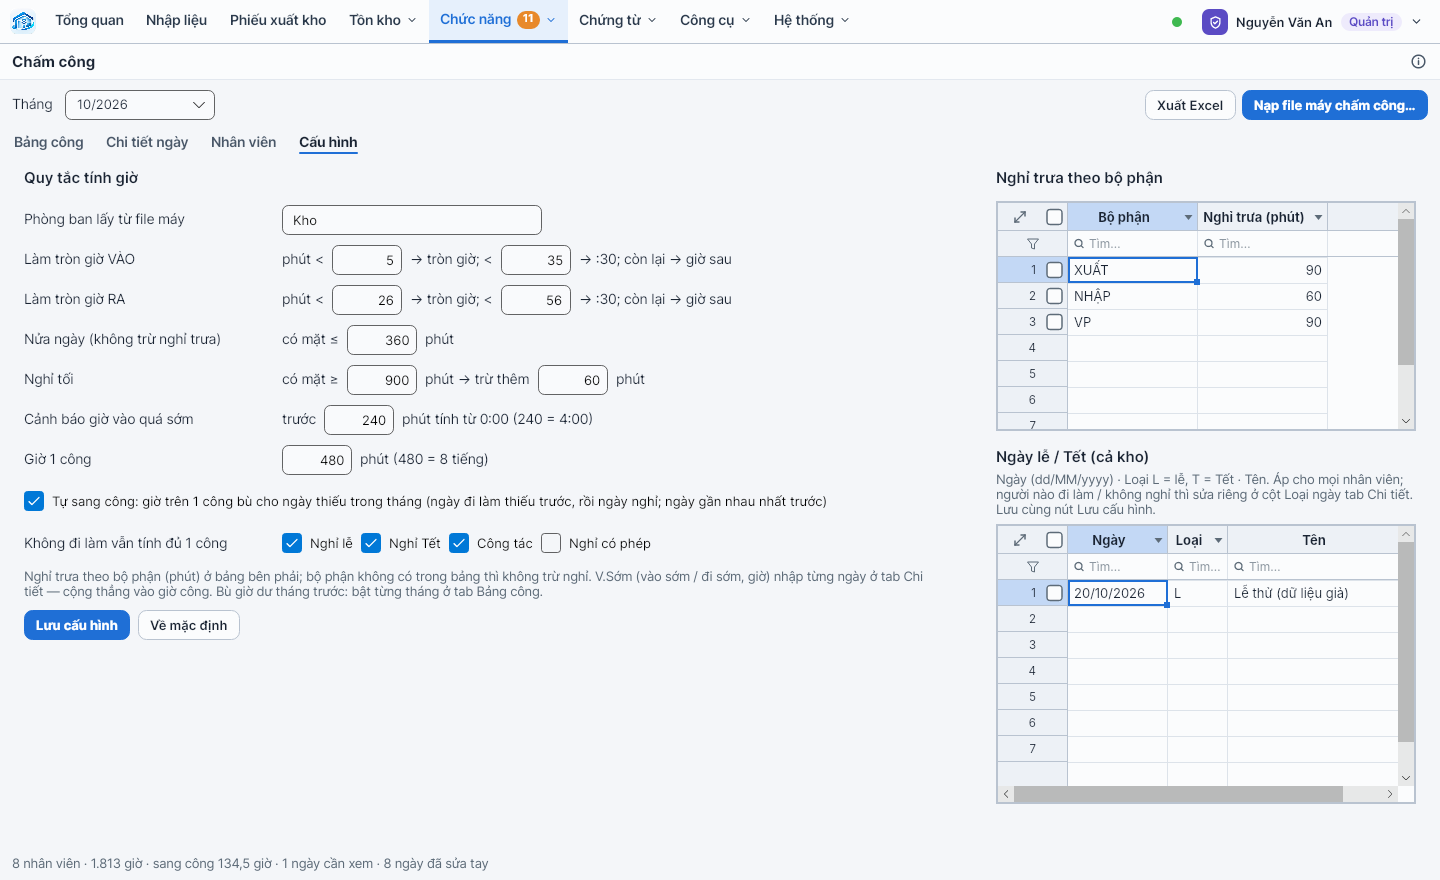 Tổng quan Nhập liệu Phiếu xuất kho Tồn kho Chức năng 11 Chứng từ Công cụ Hệ thống Nguyễn Văn An Quản trị
Chấm công
Tháng 10/2026 Xuất Excel Nạp file máy chấm công...
Bảng công Chi tiết ngày Nhân viên Cấu hình
Quy tắc tính giờ
Phòng ban lấy từ file máy Kho
Làm tròn giờ VÀO phút < 5 → tròn giờ; < 35 → :30; còn lại → giờ sau
Làm tròn giờ RA phút < 26 → tròn giờ; < 56 → :30; còn lại → giờ sau
Nửa ngày (không trừ nghỉ trưa) có mặt ≤ 360 phút
Nghỉ tối có mặt ≥ 900 phút → trừ thêm 60 phút
Cảnh báo giờ vào quá sớm trước 240 phút tính từ 0:00 (240 = 4:00)
Giờ 1 công 480 phút (480 = 8 tiếng)
Tự sang công: giờ trên 1 công bù cho ngày thiếu trong tháng (ngày đi làm thiếu trước, rồi ngày nghỉ; ngày gần nhau nhất trước)
Không đi làm vẫn tính đủ 1 công Nghỉ lễ Nghỉ Tết Công tác Nghỉ có phép
Nghỉ trưa theo bộ phận (phút) ở bảng bên phải; bộ phận không có trong bảng thì không trừ nghỉ. V.Sớm (vào sớm / đi sớm, giờ) nhập từng ngày ở tab Chi
tiết — cộng thẳng vào giờ công. Bù giờ dư tháng trước: bật từng tháng ở tab Bảng công.
Lưu cấu hình Về mặc định
Nghỉ trưa theo bộ phận
Bộ phận Nghỉ trưa (phút)
Tìm... Tìm...
1 XUẤT 90
2 NHẬP 60
3 VP 90
4
5
6
7
Ngày lễ / Tết (cả kho)
Ngày (dd/MM/yyyy) · Loại L = lễ, T = Tết · Tên. Áp cho mọi nhân viên;
người nào đi làm / không nghỉ thì sửa riêng ở cột Loại ngày tab Chi tiết.
Lưu cùng nút Lưu cấu hình.
Ngày Loại Tên
Tìm... Tìm... Tìm...
1 20/10/2026 L Lễ thử (dữ liệu giả)
2
3
4
5
6
7
8 nhân viên · 1.813 giờ · sang công 134,5 giờ · 1 ngày cần xem · 8 ngày đã sửa tay